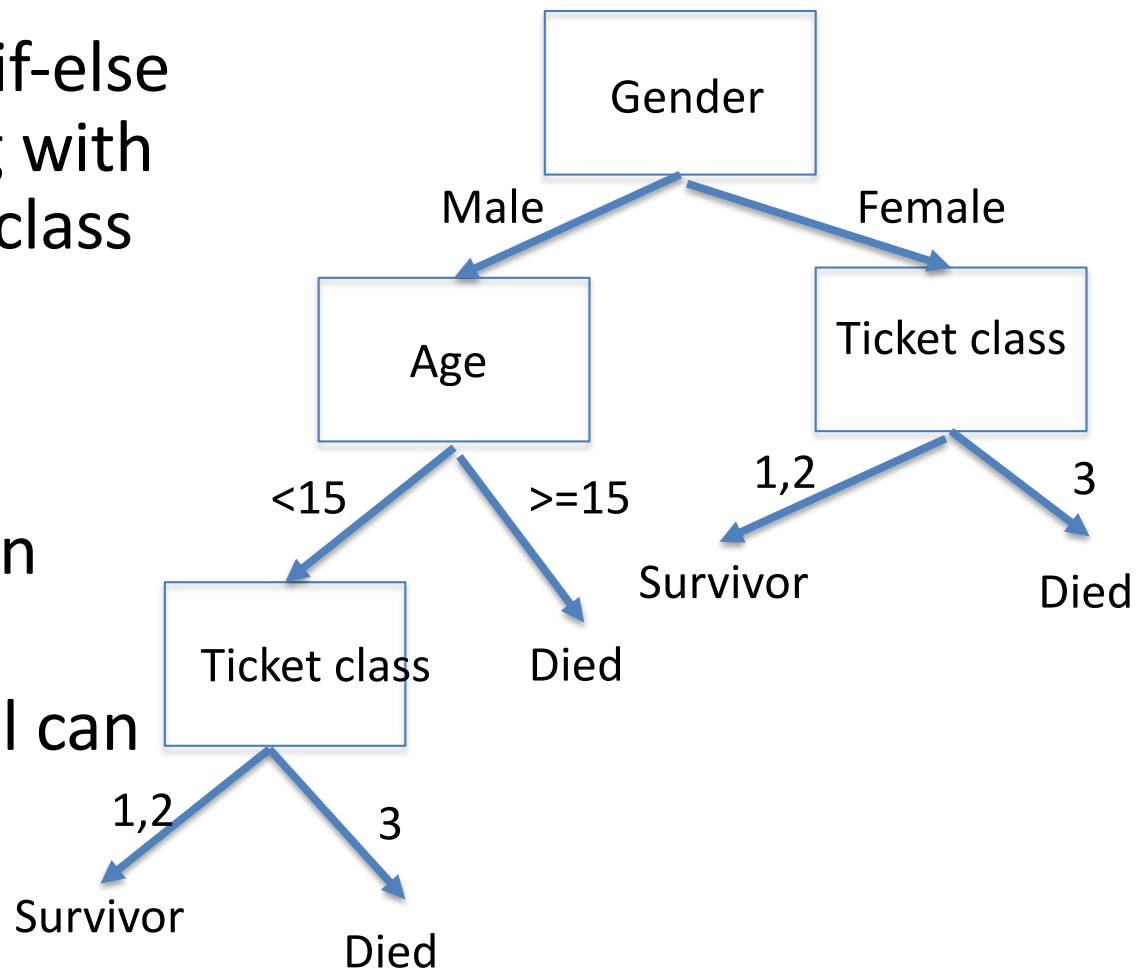 if-else
with
class
n
l can
Gender
Male
Female
Age
Ticket class
<15
>=15
1,2
3
Survivor
Died
Ticket class
Died
1,2
3
Survivor
Died